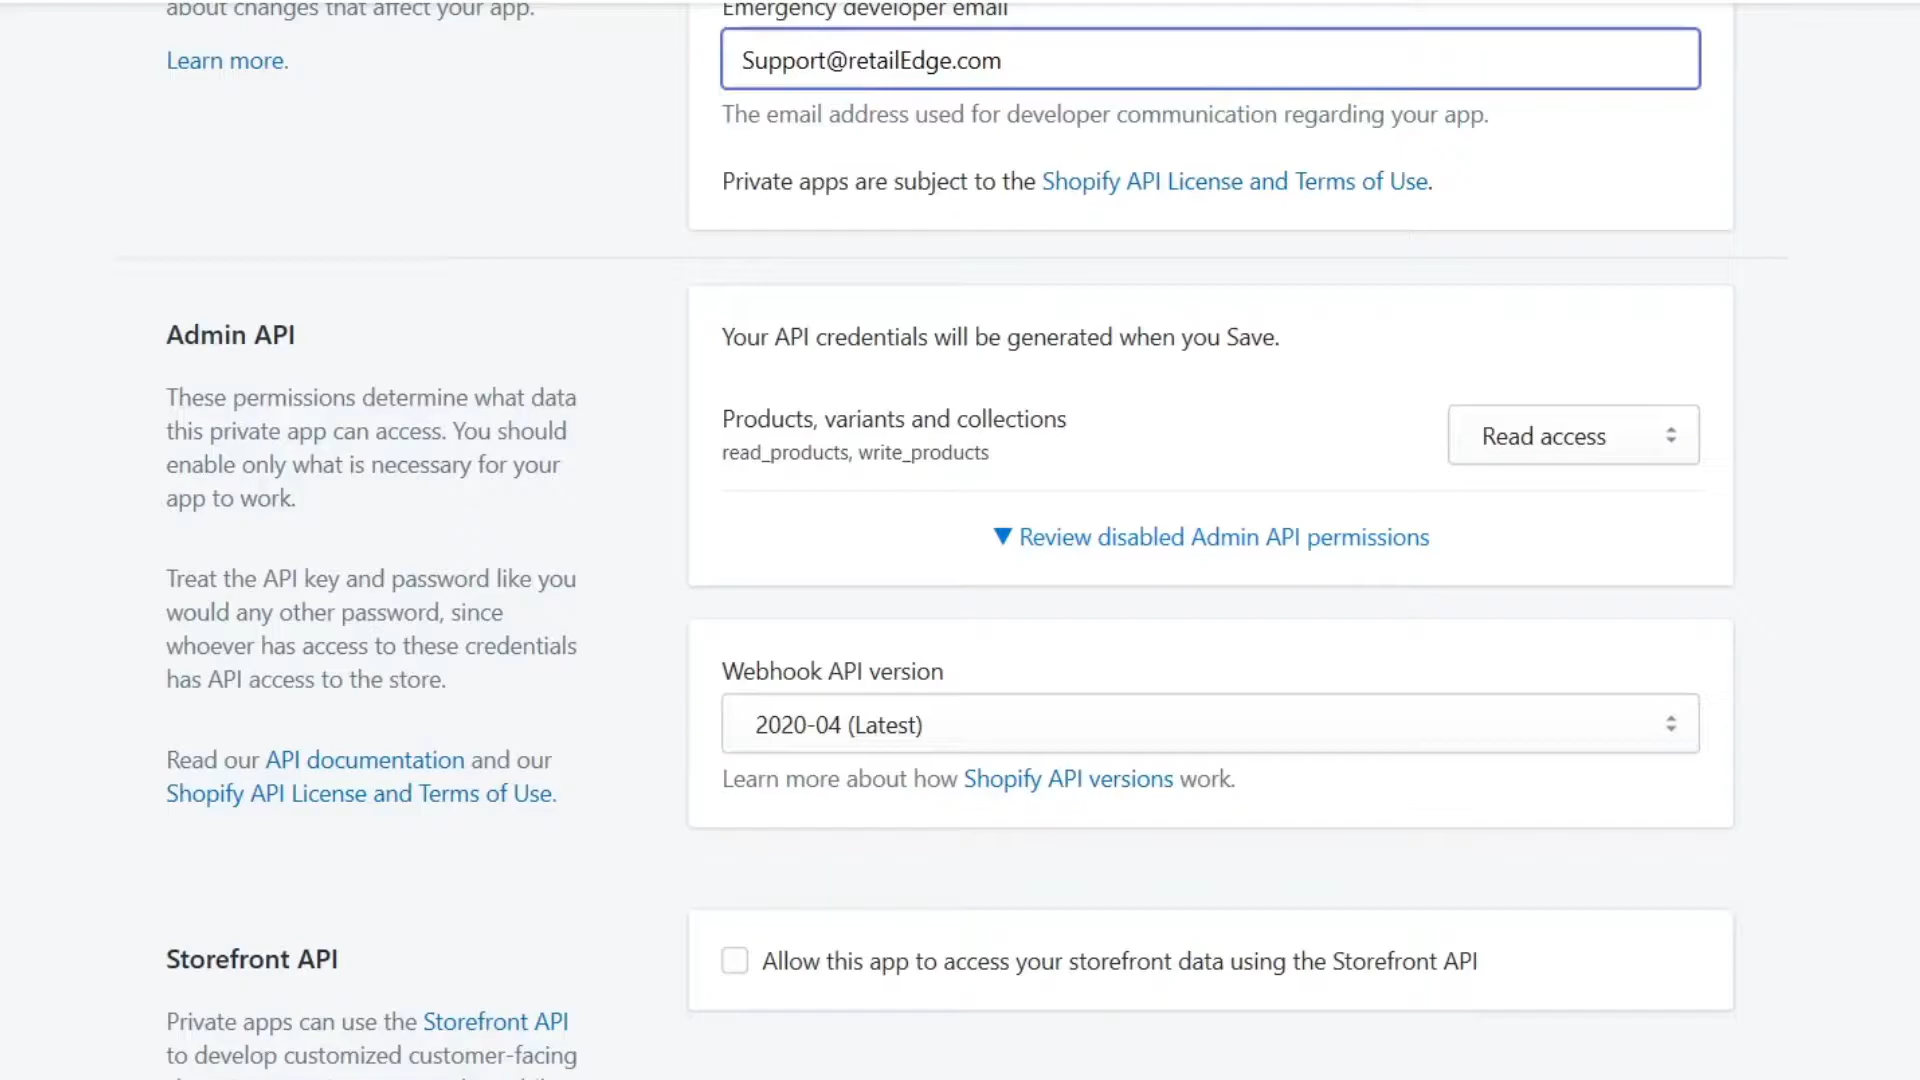 about changes that affect your app.
Learn more.
Emergency developer email
Support@retailEdge.com
The email address used for developer communication regarding your app.
Private apps are subject to the Shopify API License and Terms of Use.
Admin API
These permissions determine what data
this private app can access. You should
enable only what is necessary for your
app to work.
Treat the API key and password like you
would any other password, since
whoever has access to these credentials
has API access to the store.
Read our API documentation and our
Shopify API License and Terms of Use.
Your API credentials will be generated when you Save.
Products, variants and collections
read_products, write_products
Read access
▼ Review disabled Admin API permissions
Webhook API version
2020-04 (Latest)
Learn more about how Shopify API versions work.
Storefront API
Private apps can use the Storefront API
to develop customized customer-facing
Allow this app to access your storefront data using the Storefront API